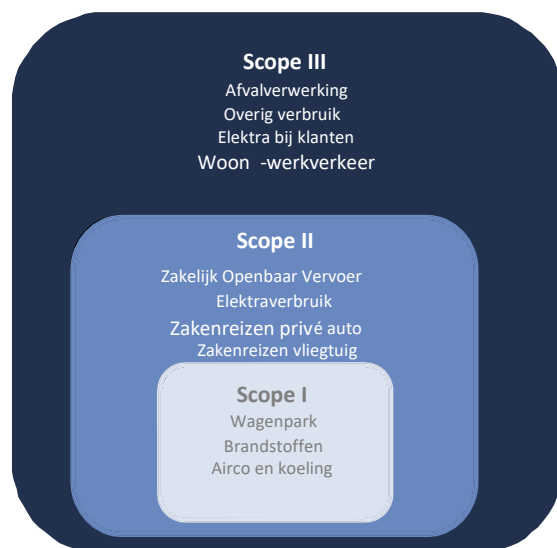 Scope III
Afvalverwerking
Overig verbruik
Elektra bij klanten
Woon -werkverkeer
Scope II
Zakelijk Openbaar Vervoer
Elektraverbruik
Zakenreizen privé auto
Zakenreizen vliegtuig
Scope I
Wagenpark
Brandstoffen
Airco en koeling